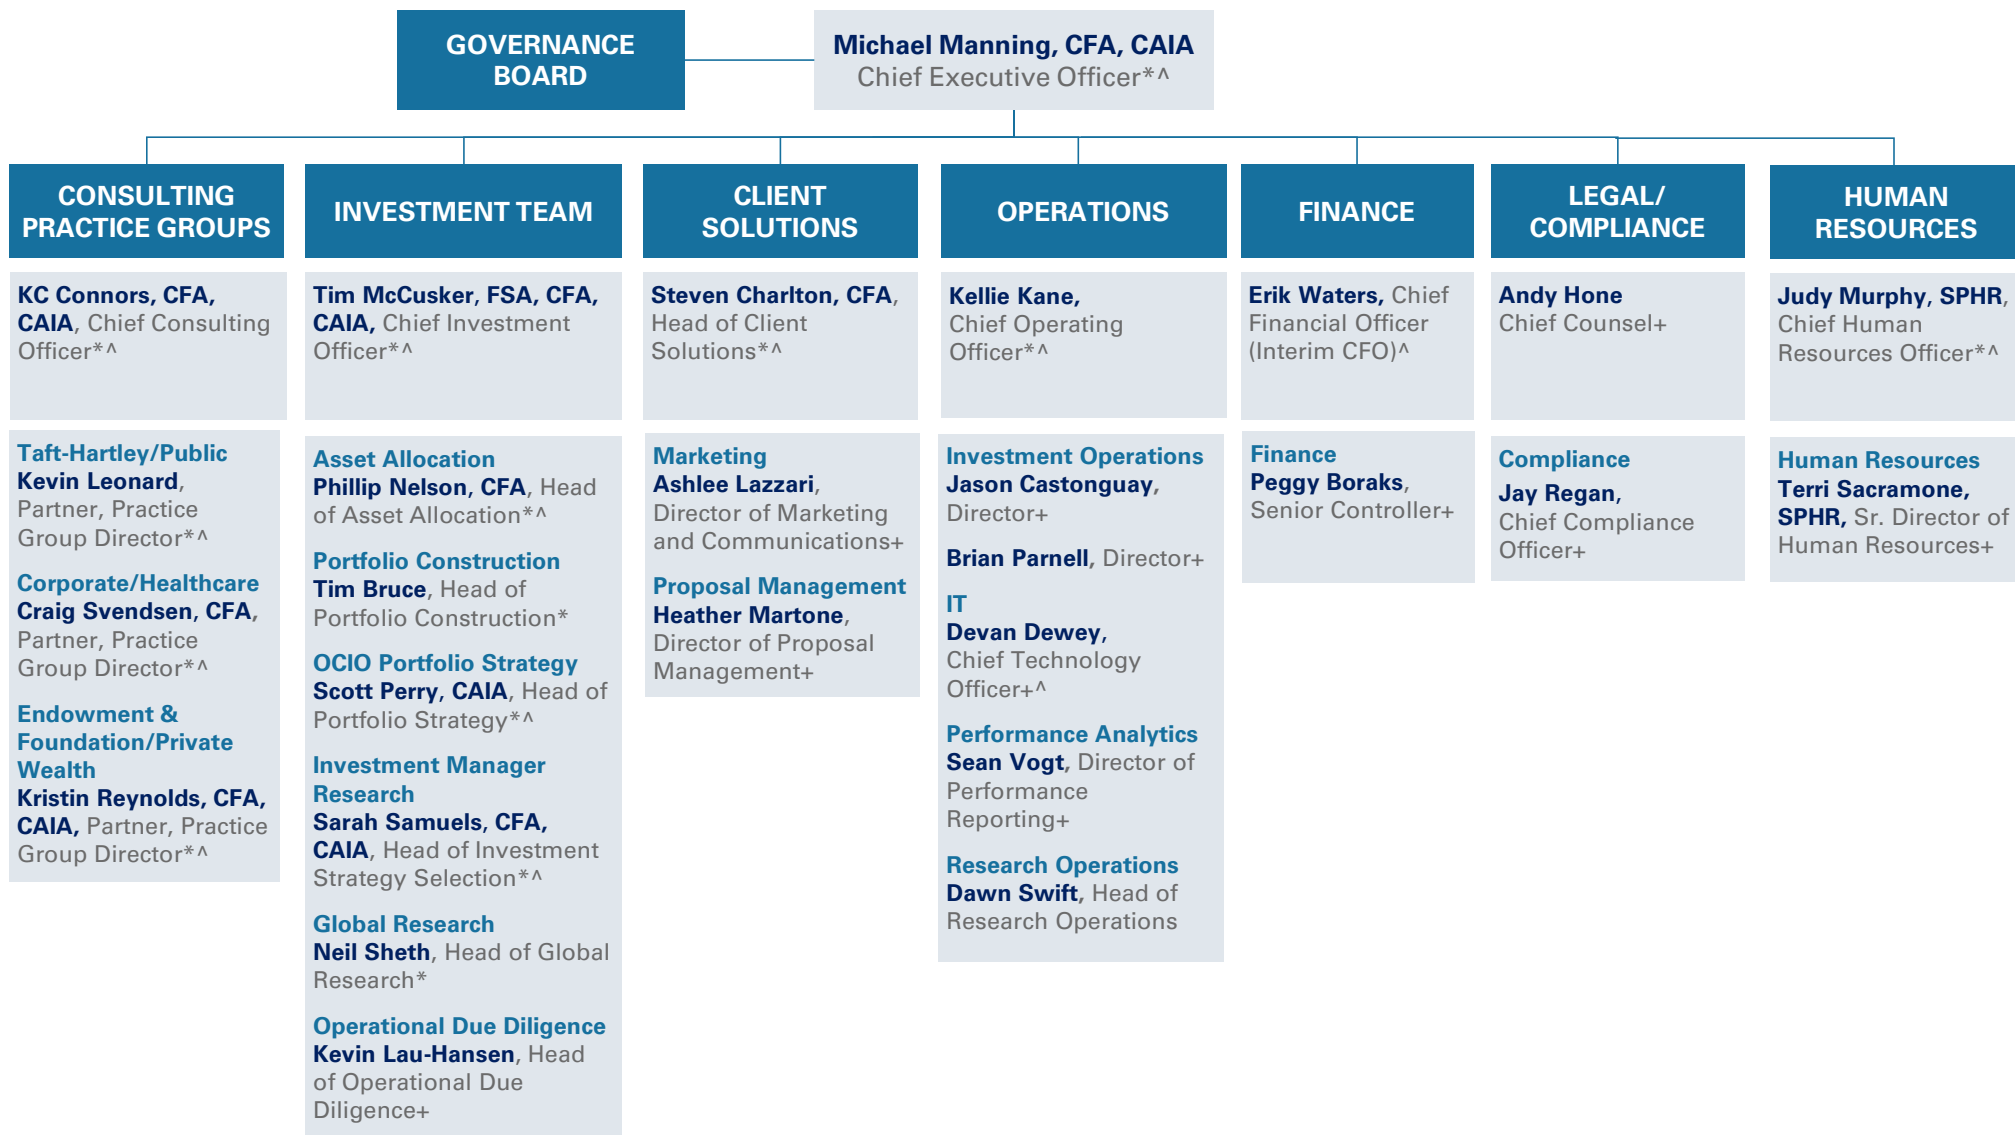 GOVERNANCE
BOARD
Michael Manning, CFA, CAIA
Chief Executive Officer*^
CONSULTING
PRACTICE GROUPS
KC Connors, CFA,
CAIA, Chief Consulting
Officer*^
Taft-Hartley/Public
Kevin Leonard,
Partner, Practice
Group Director*^
Corporate/Healthcare
Craig Svendsen, CFA,
Partner, Practice
Group Director*^
Endowment &
Foundation/Private
Wealth
Kristin Reynolds, CFA,
CAIA, Partner, Practice
Group Director*^
INVESTMENT TEAM
Tim McCusker, FSA, CFA,
CAIA, Chief Investment
Officer*^
Asset Allocation
Phillip Nelson, CFA, Head
of Asset Allocation*^
Portfolio Construction
Tim Bruce, Head of
Portfolio Construction*
OCIO Portfolio Strategy
Scott Perry, CAIA, Head of
Portfolio Strategy*^
Investment Manager
Research
Sarah Samuels, CFA,
CAIA, Head of Investment
Strategy Selection*^
Global Research
Neil Sheth, Head of Global
Research*
Operational Due Diligence
Kevin Lau-Hansen, Head
of Operational Due
Diligence+
CLIENT
SOLUTIONS
Steven Charlton, CFA,
Head of Client
Solutions*^
Marketing
Ashlee Lazzari,
Director of Marketing
and Communications+
Proposal Management
Heather Martone,
Director of Proposal
Management+
OPERATIONS
Kellie Kane,
Chief Operating
Officer*^
Investment Operations
Jason Castonguay,
Director+
Brian Parnell, Director+
IT
Devan Dewey,
Chief Technology
Officer+^
Performance Analytics
Sean Vogt, Director of
Performance
Reporting+
Research Operations
Dawn Swift, Head of
Research Operations
FINANCE
Erik Waters, Chief
Financial Officer
(Interim CFO)^
Finance
Peggy Boraks,
Senior Controller+
LEGAL/
COMPLIANCE
Andy Hone
Chief Counsel+
Compliance
Jay Regan,
Chief Compliance
Officer+
HUMAN
RESOURCES
Judy Murphy, SPHR,
Chief Human
Resources Officer*^
Human Resources
Terri Sacramone,
SPHR, Sr. Director of
Human Resources+